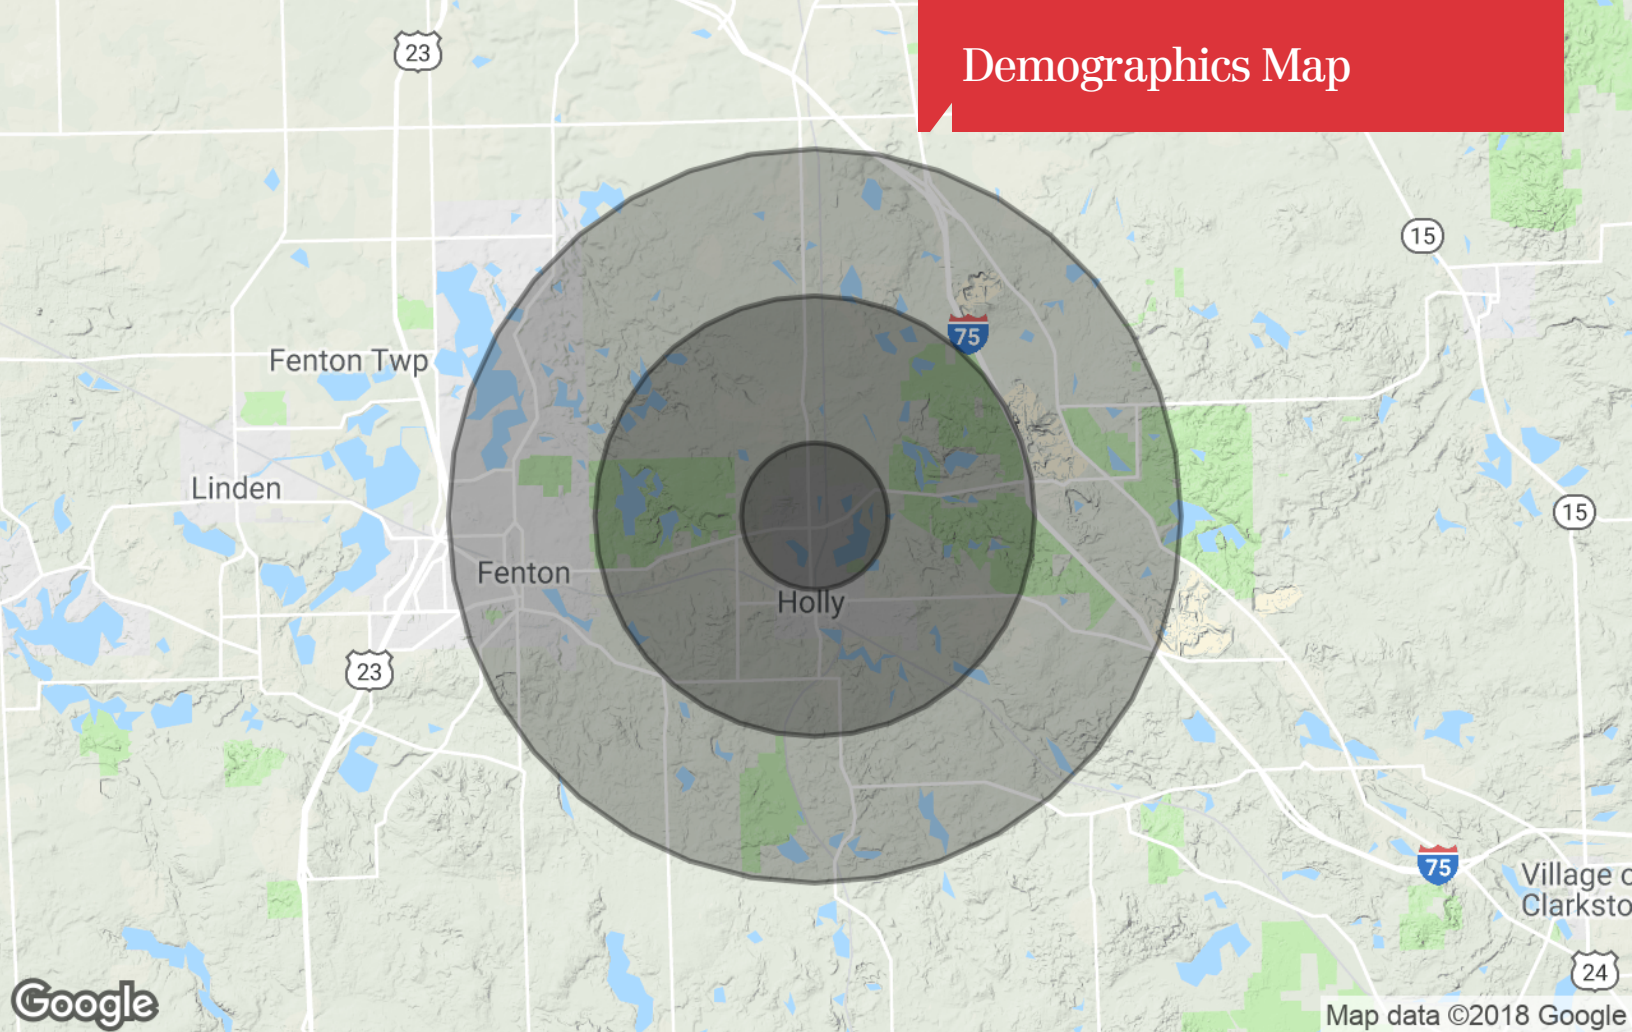 Demographics Map
23
15
75
Fenton Twp
Linden
15
Fenton
Holly
23
75
Village o
Clarksto
24
Google
Map data ©2018 Google